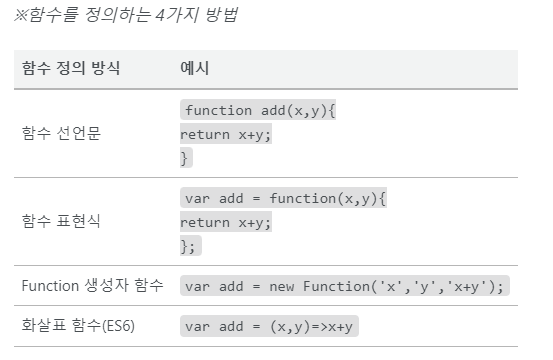 ※함수를 정의하는 4가지 방법
함수 정의 방식 예시
함수 선언문
function add(x,y){
return x+y;
}
함수 표현식
var add = function(x,y){
return x+y;
};
Function 생성자 함수 var add = new Function('x','y','x+y');
화살표 함수(ES6) var add = (x,y)=>x+y